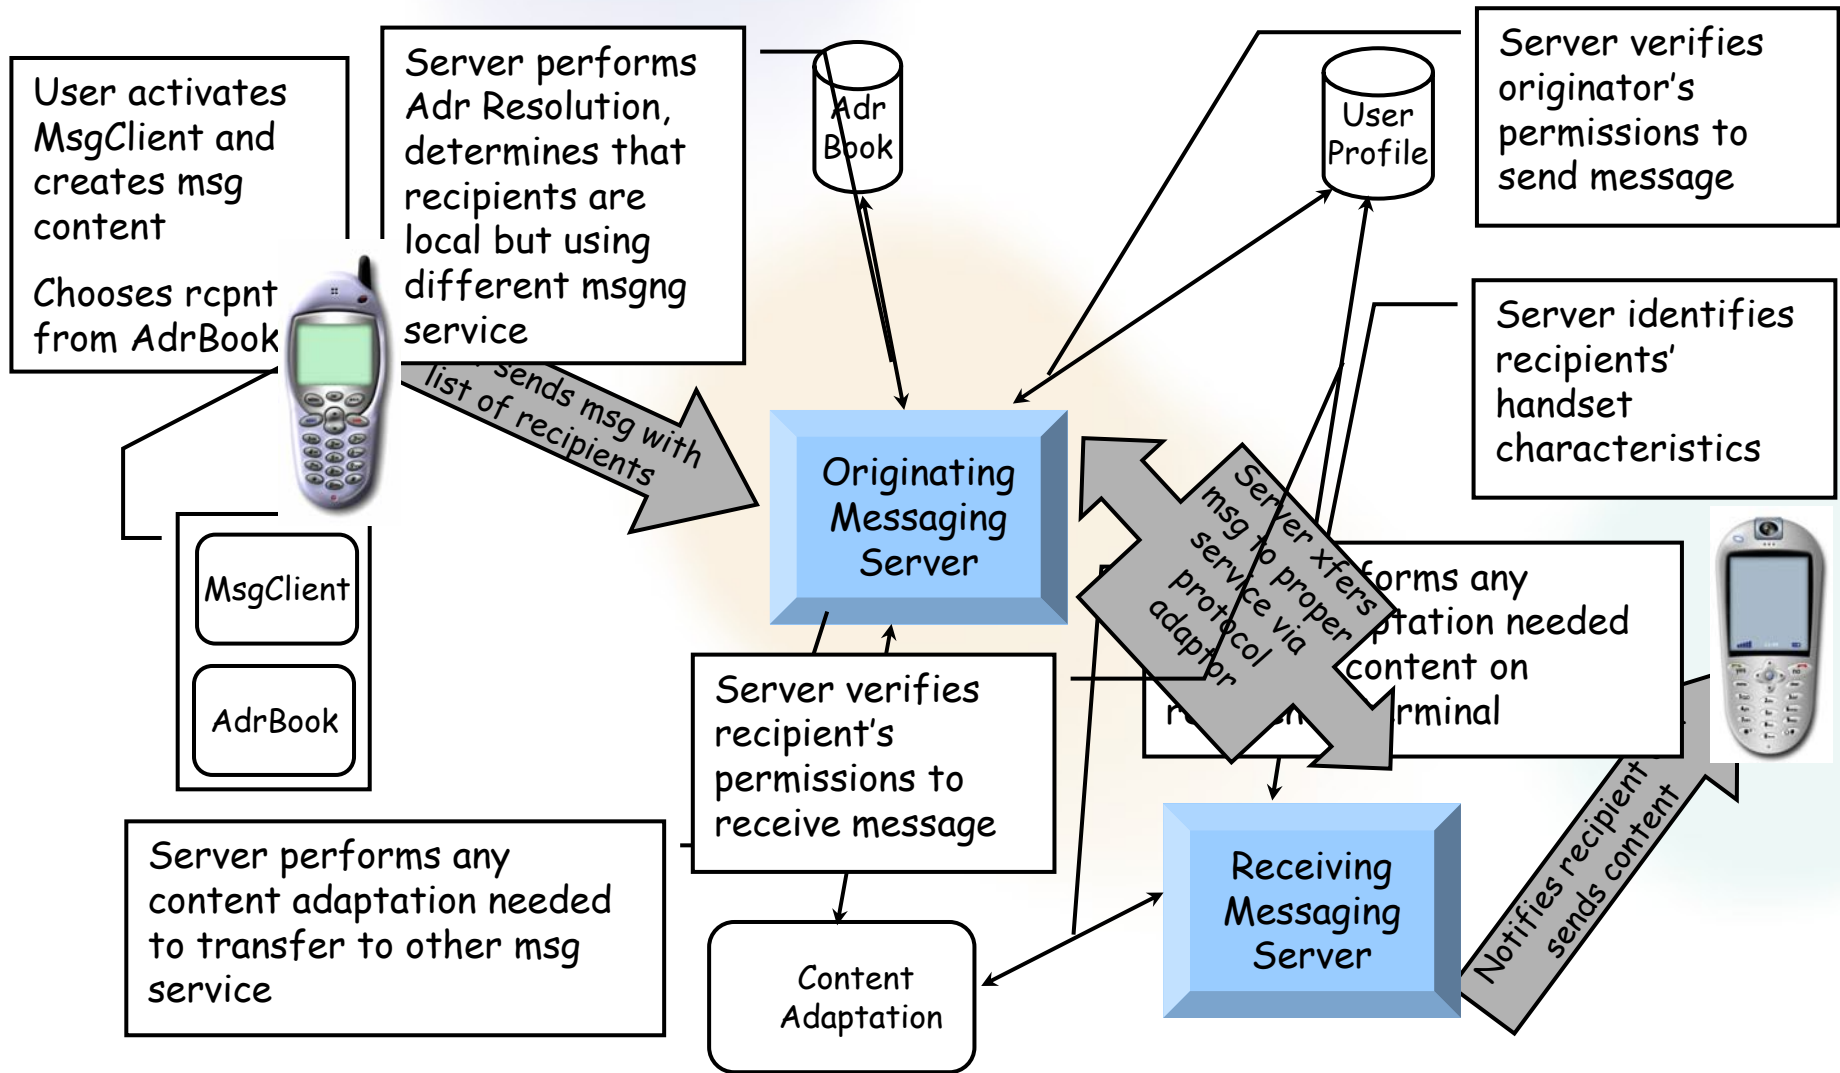 User activates
MsgClient and
creates msg
content
Chooses rcpnt
from AdrBook
Server performs
Adr Resolution,
determines that
recipients are
local but using
different msgng
service
Adr
Book
User
Profile
Server verifies
originator's
permissions to
send message
Server identifies
recipients'
handset
characteristics
sends msg with
list of recipients
Originating
Messaging
Server
Server xfers
msg to proper
service via
protocol
adaptor
forms any
needed
content on
MsgClient
AdrBook
Server verifies
recipient's
permissions to
receive message
Server performs any
content adaptation needed
to transfer to other msg
service
Content
Adaptation
Receiving
Messaging
Server
Notifies recipient
sends content